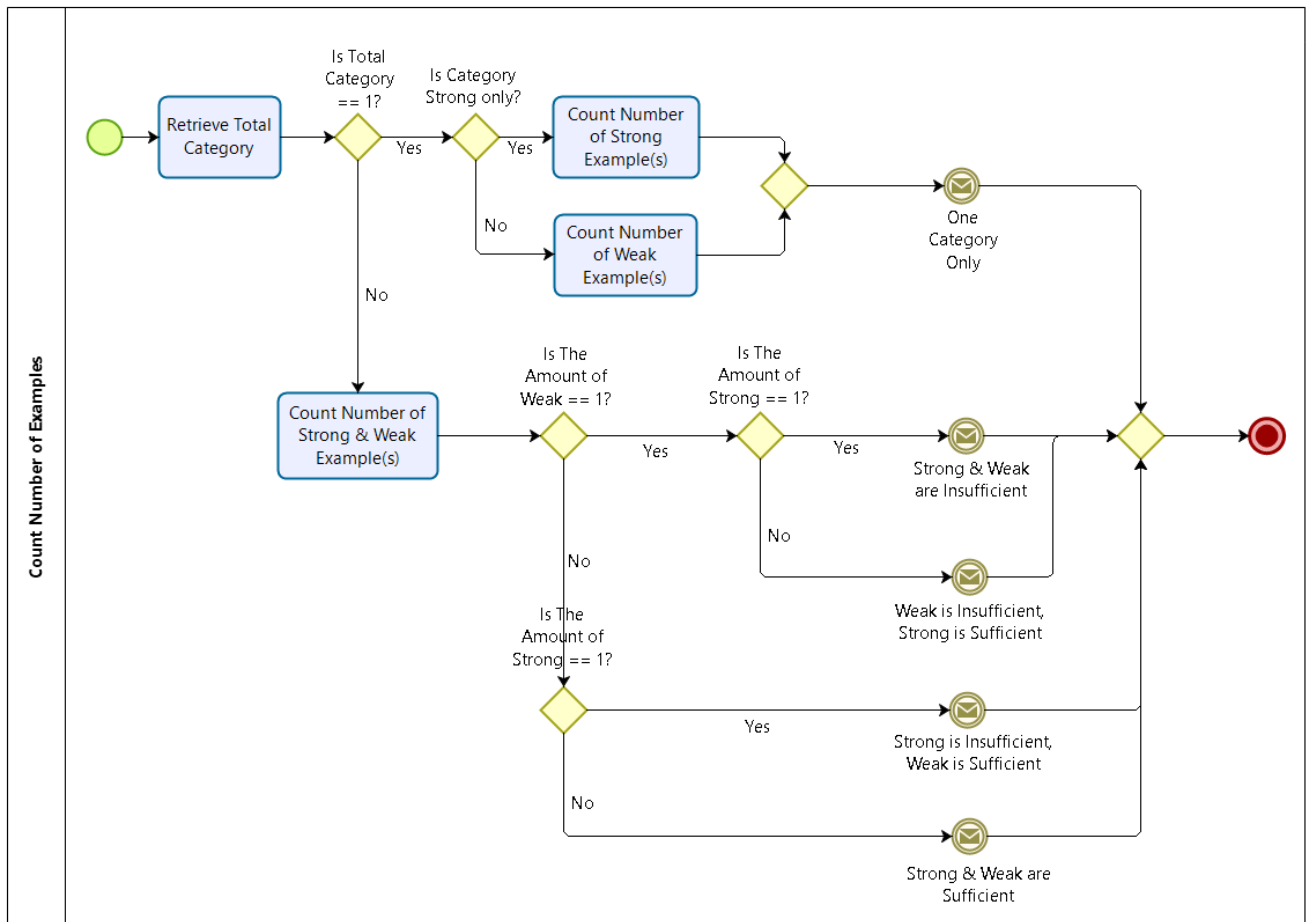 Count Number of Examples
Is Total
Category
== 1?
Is Category
Strong only?
Retrieve Total
Category
Yes
Yes
Count Number
of Strong
Example(s)
No
Count Number
of Weak
Example(s)
One
Category
Only
No
Is The
Amount of
Weak == 1?
Is The
Amount of
Strong == 1?
Count Number of
Strong & Weak
Example(s)
Yes
Yes
Strong & Weak
are Insufficient
No
No
Weak is Insufficient,
Strong is Sufficient
Is The
Amount of
Strong == 1?
Yes
Strong is Insufficient,
Weak is Sufficient
No
Strong & Weak are
Sufficient